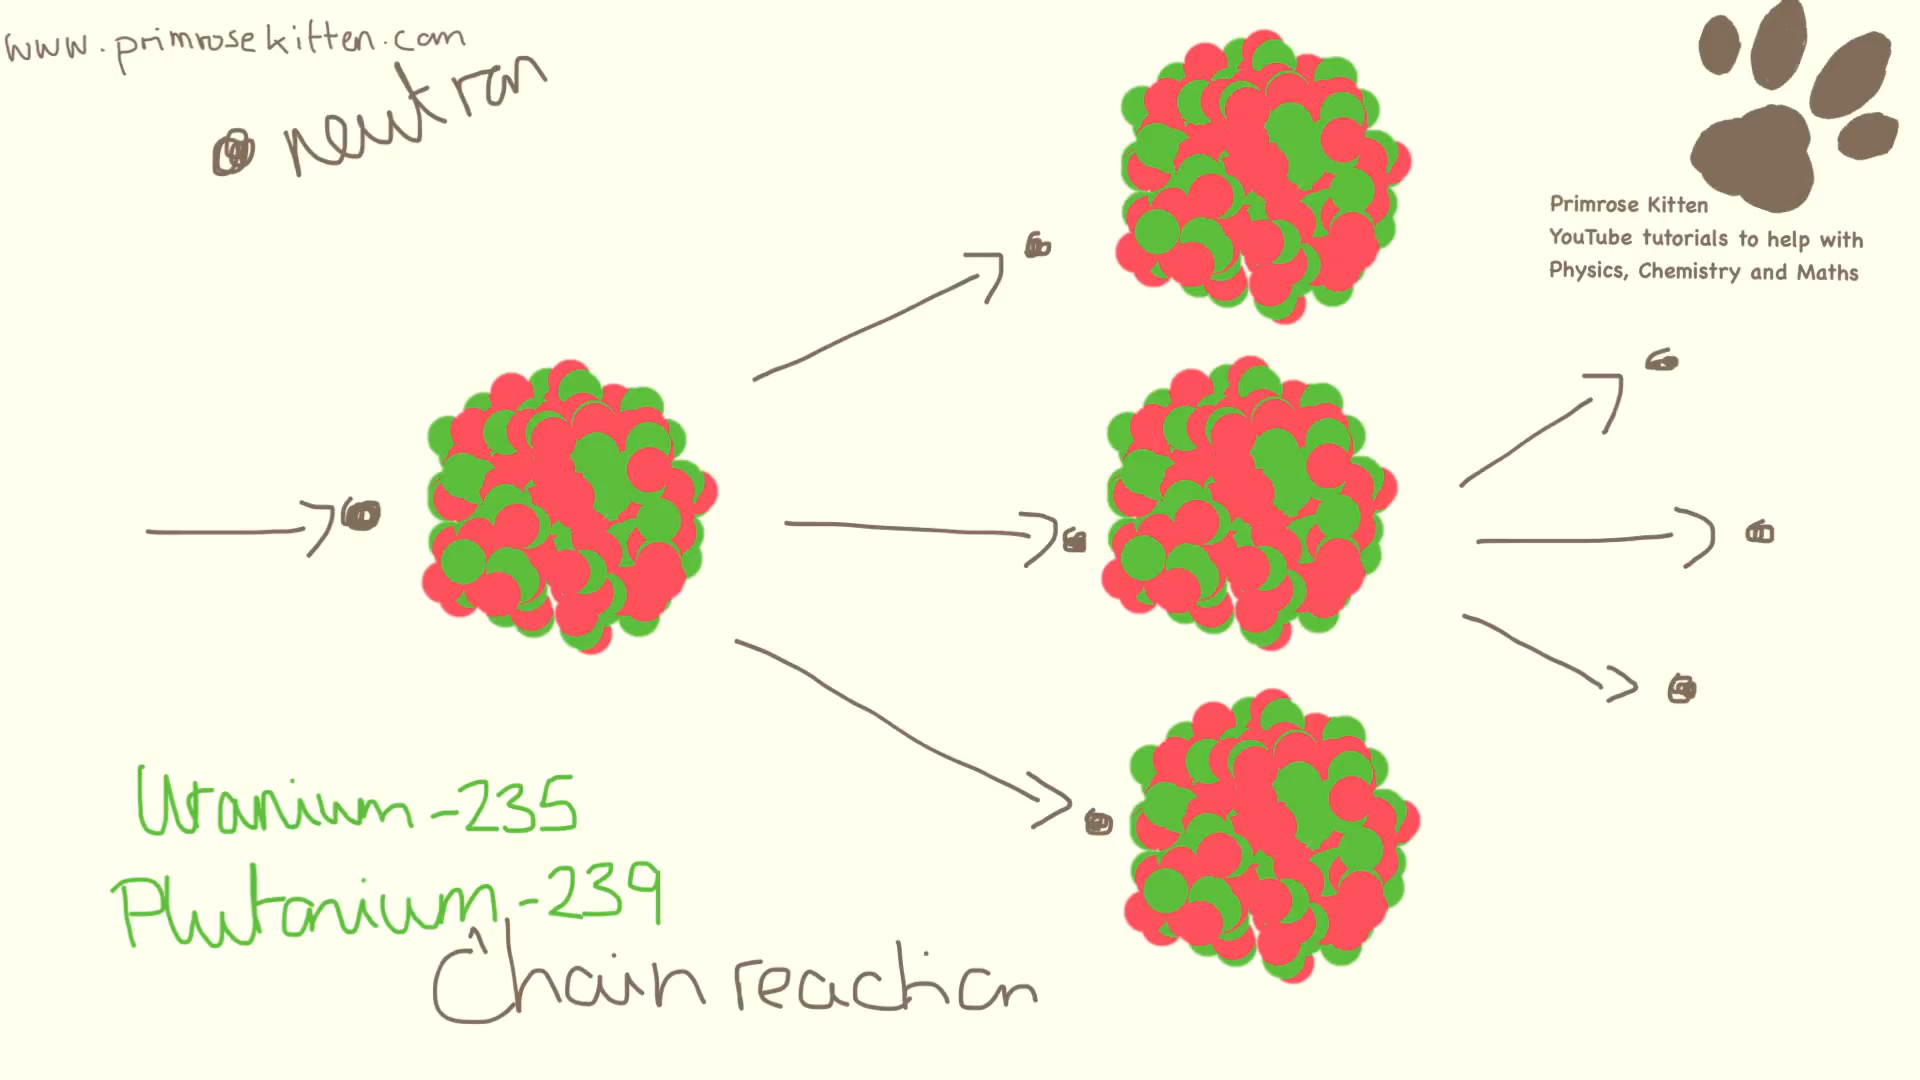 www.primrosekitten.com
neutron
Primrose Kitten
YouTube tutorials to help with
Physics, Chemistry and Maths
Uranium-235
Plutonium-239
Chain reaction